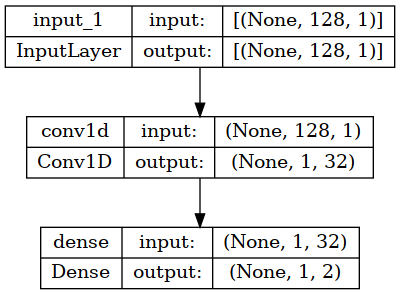 input_1 input: [(None, 128, 1)]
InputLayer output: [(None, 128, 1)]
conv1d input: (None, 128, 1)
Conv1D output: (None, 1, 32)
dense input: (None, 1, 32)
Dense output: (None, 1, 2)